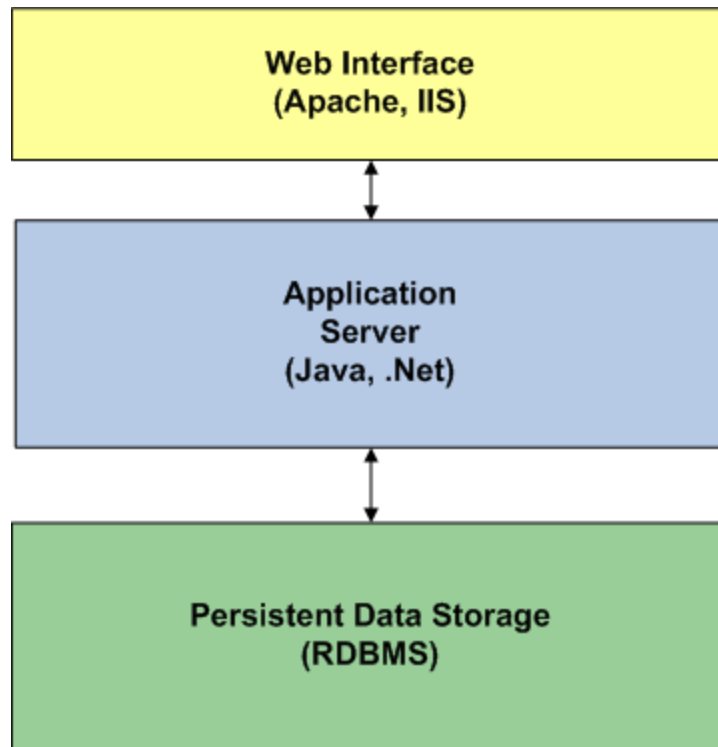 Web Interface
(Apache, IIS)
Application
Server
(Java, .Net)
Persistent Data Storage
(RDBMS)